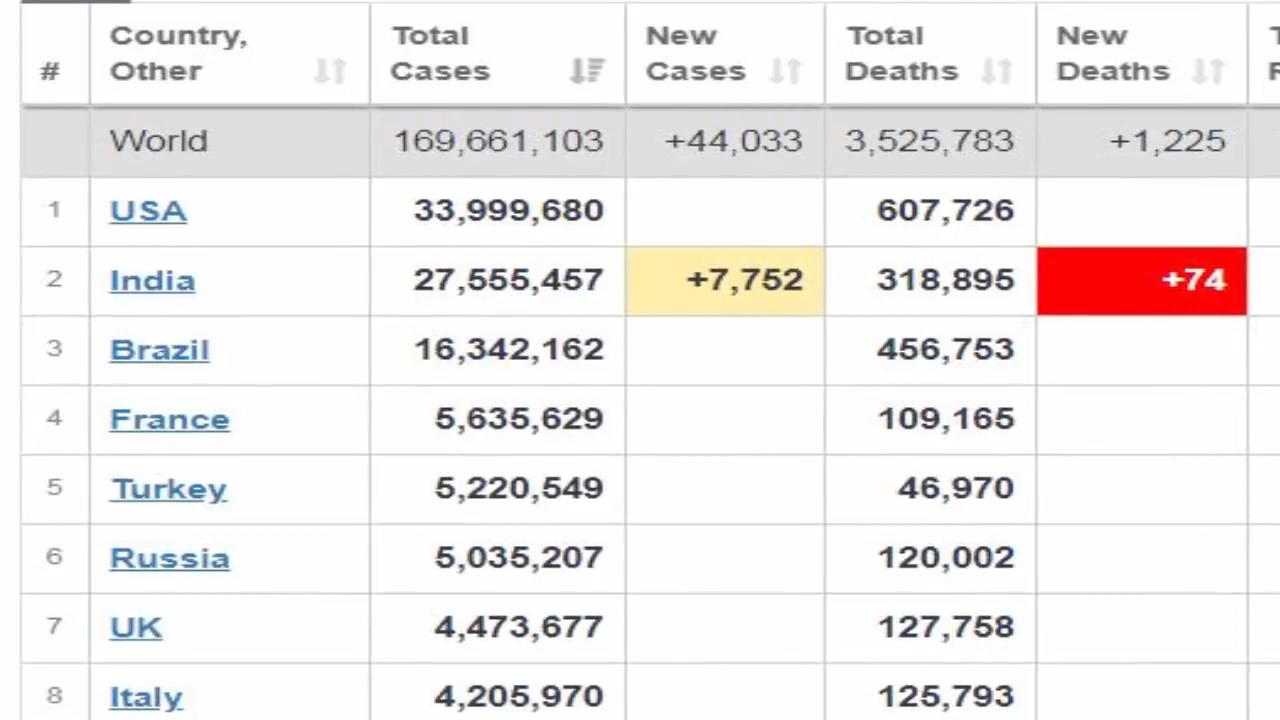 # Country, Other Total Cases New Cases Total Deaths New Deaths T R
World 169,661,103 +44,033 3,525,783 +1,225
1 USA 33,999,680 607,726
2 India 27,555,457 +7,752 318,895 +74
3 Brazil 16,342,162 456,753
4 France 5,635,629 109,165
5 Turkey 5,220,549 46,970
6 Russia 5,035,207 120,002
7 UK 4,473,677 127,758
8 Italy 4,205,970 125,793